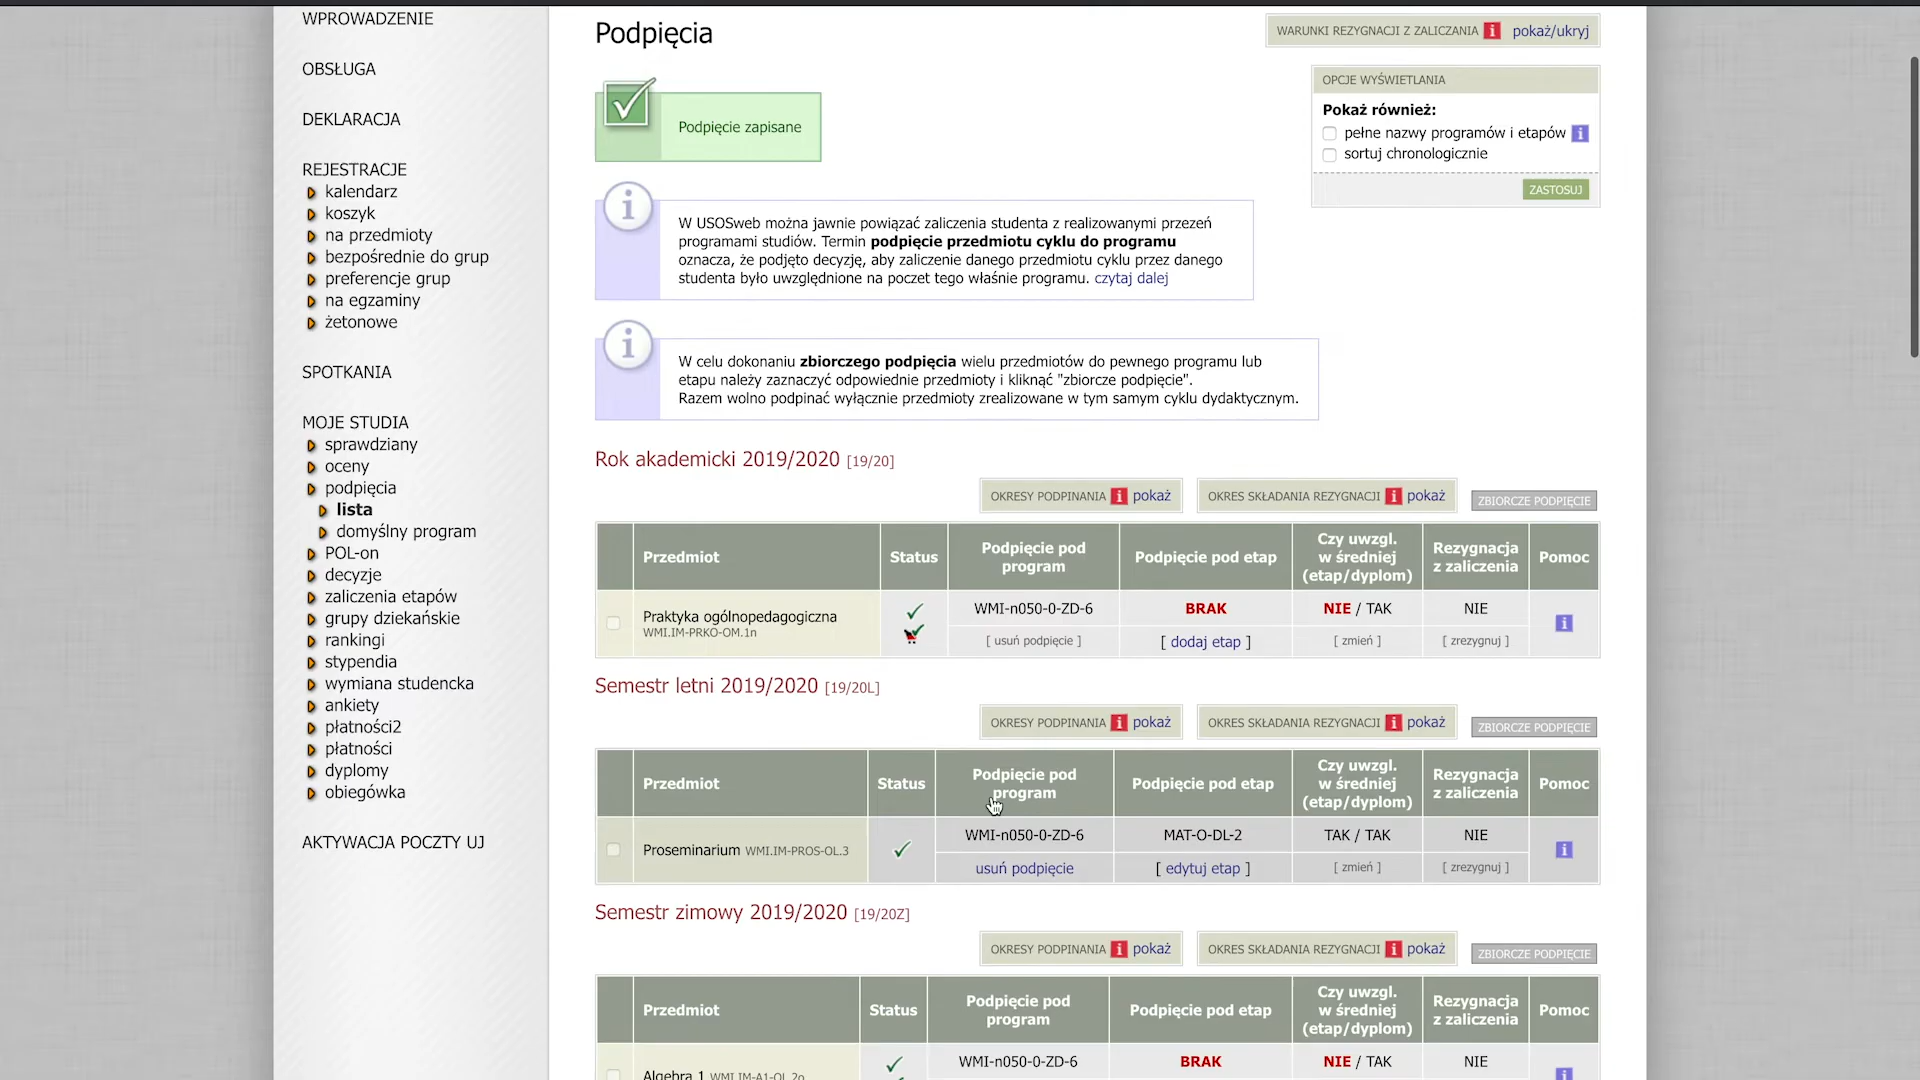 WPROWADZENIE
OBSŁUGA
DEKLARACJA
REJESTRACJE
kalendarz
koszyk
na przedmioty
bezpośrednie do grup
preferencje grup
na egzaminy
żetonowe
SPOTKANIA
MOJE STUDIA
sprawdziany
oceny
podpięcia
lista
domyślny program
POL-on
decyzje
zaliczenia etapów
grupy dziekańskie
rankingi
stypendia
wymiana studencka
ankiety
płatności2
płatności
dyplomy
obiegówka
AKTYWACJA POCZTY UJ
Podpięcia
WARUNKI REZYGNACJI Z ZALICZANIA i pokaż/ukryj
OPCJE WYŚWIETLANIA
Pokaż również:
pełne nazwy programów i etapów i
sortuj chronologicznie
ZASTOSUJ
Podpięcie zapisane
W USOSweb można jawnie powiązać zaliczenia studenta z realizowanymi przezeń
programami studiów. Termin podpięcie przedmiotu cyklu do programu
oznacza, że podjęto decyzję, aby zaliczenie danego przedmiotu cyklu przez danego
studenta było uwzględnione na poczet tego właśnie programu. czytaj dalej
W celu dokonaniu zbiorczego podpięcia wielu przedmiotów do pewnego programu lub
etapu należy zaznaczyć odpowiednie przedmioty i kliknąć "zbiorcze podpięcie".
Razem wolno podpinać wyłącznie przedmioty zrealizowane w tym samym cyklu dydaktycznym.
Rok akademicki 2019/2020 [19/20]
OKRESY PODPINANIA i pokaż OKRES SKŁADANIA REZYGNACJI i pokaż ZBIORCZE PODPIĘCIE
Przedmiot Status Podpięcie pod program Podpięcie pod etap Czy uwzgl. w średniej (etap/dyplom) Rezygnacja z zaliczenia Pomoc
Praktyka ogólnopedagogiczna WMI-n050-0-ZD-6 BRAK NIE / TAK NIE
WMI.IM-PRKO-OM.1n [ usuń podpięcie ] [ dodaj etap ] [ zmień ] [ zrezygnuj ] i
Semestr letni 2019/2020 [19/20L]
OKRESY PODPINANIA i pokaż OKRES SKŁADANIA REZYGNACJI i pokaż ZBIORCZE PODPIĘCIE
Przedmiot Status Podpięcie pod program Podpięcie pod etap Czy uwzgl. w średniej (etap/dyplom) Rezygnacja z zaliczenia Pomoc
WMI-n050-0-ZD-6 MAT-O-DL-2 TAK / TAK NIE
Proseminarium WMI.IM-PROS-OL.3 usuń podpięcie [ edytuj etap ] [ zmień ] [ zrezygnuj ] i
Semestr zimowy 2019/2020 [19/20Z]
OKRESY PODPINANIA i pokaż OKRES SKŁADANIA REZYGNACJI i pokaż ZBIORCZE PODPIĘCIE
Przedmiot Status Podpięcie pod program Podpięcie pod etap Czy uwzgl. w średniej (etap/dyplom) Rezygnacja z zaliczenia Pomoc
WMI-n050-0-ZD-6 BRAK NIE / TAK NIE
Algebra 1 WMI.IM-A1-OL.2o